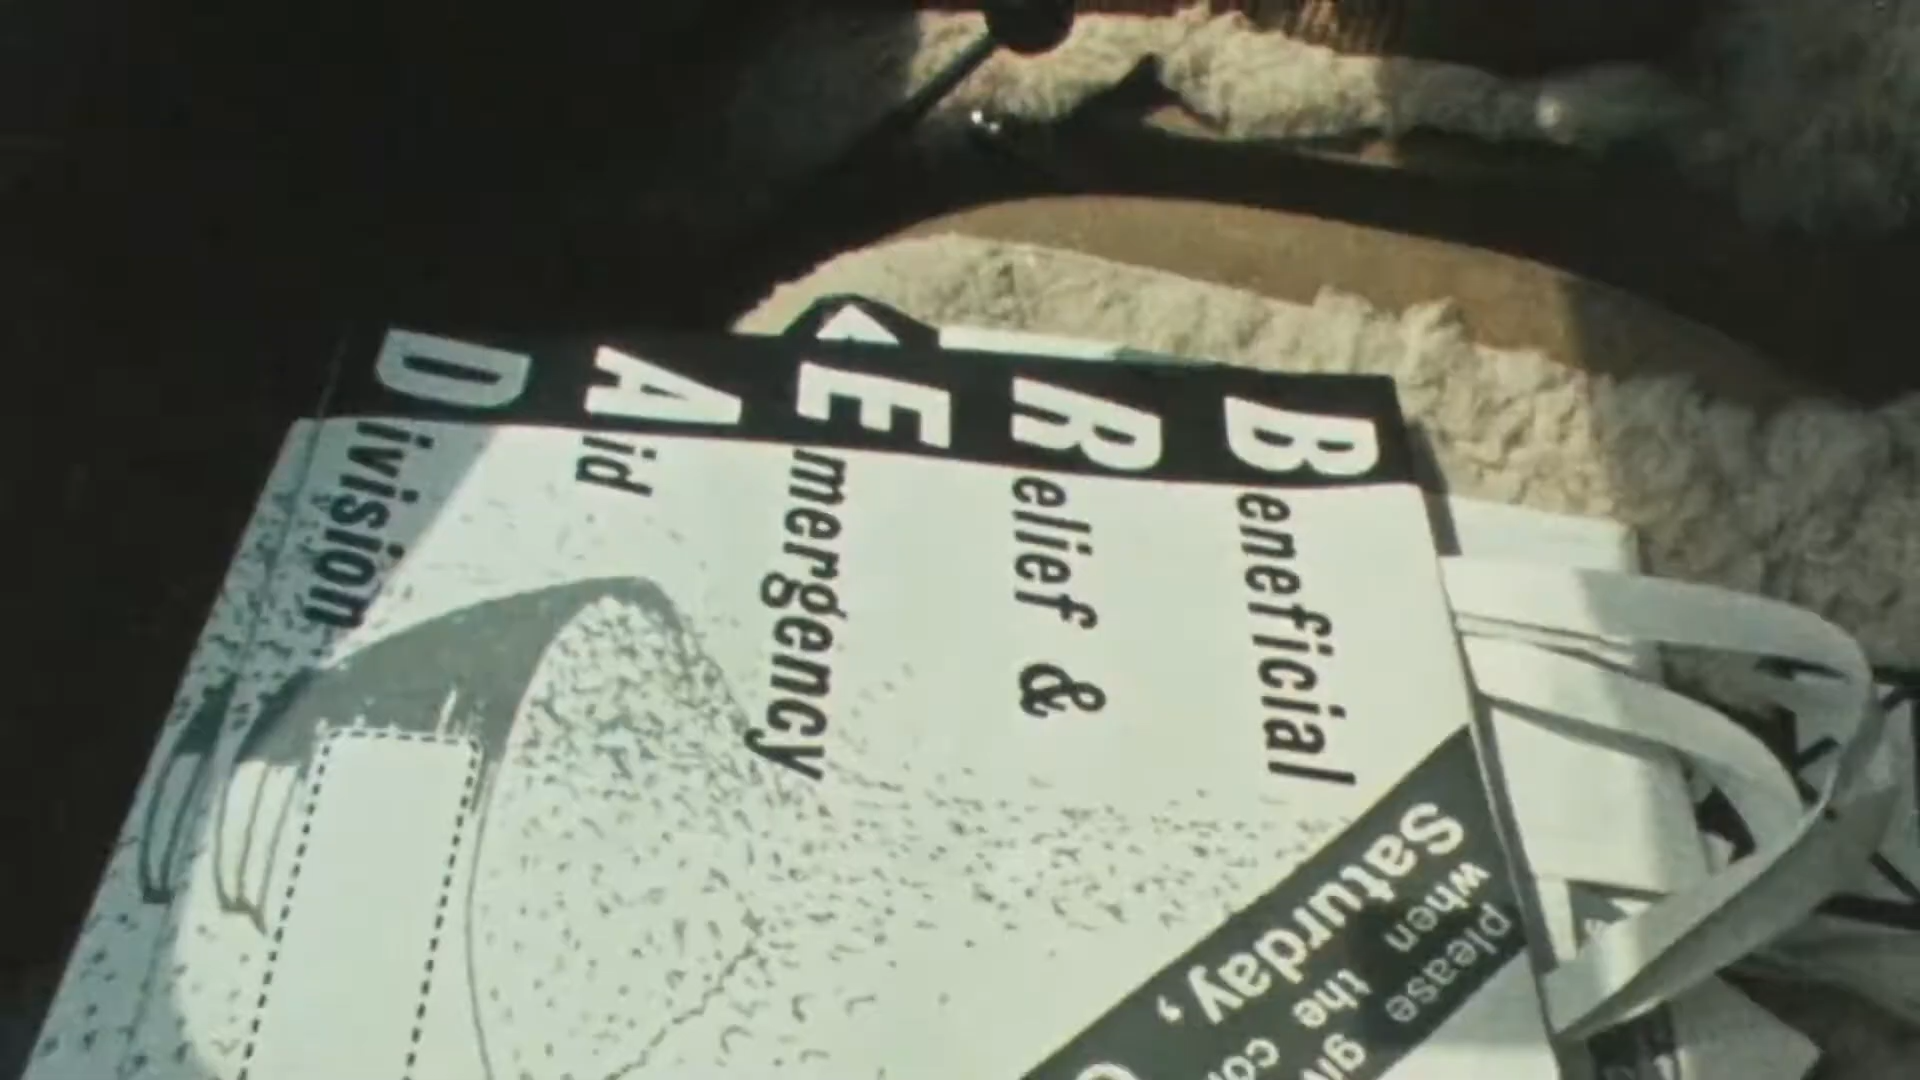 Beneficial
Relief &
Emergency
Aid
Division
please
when the
Saturday,